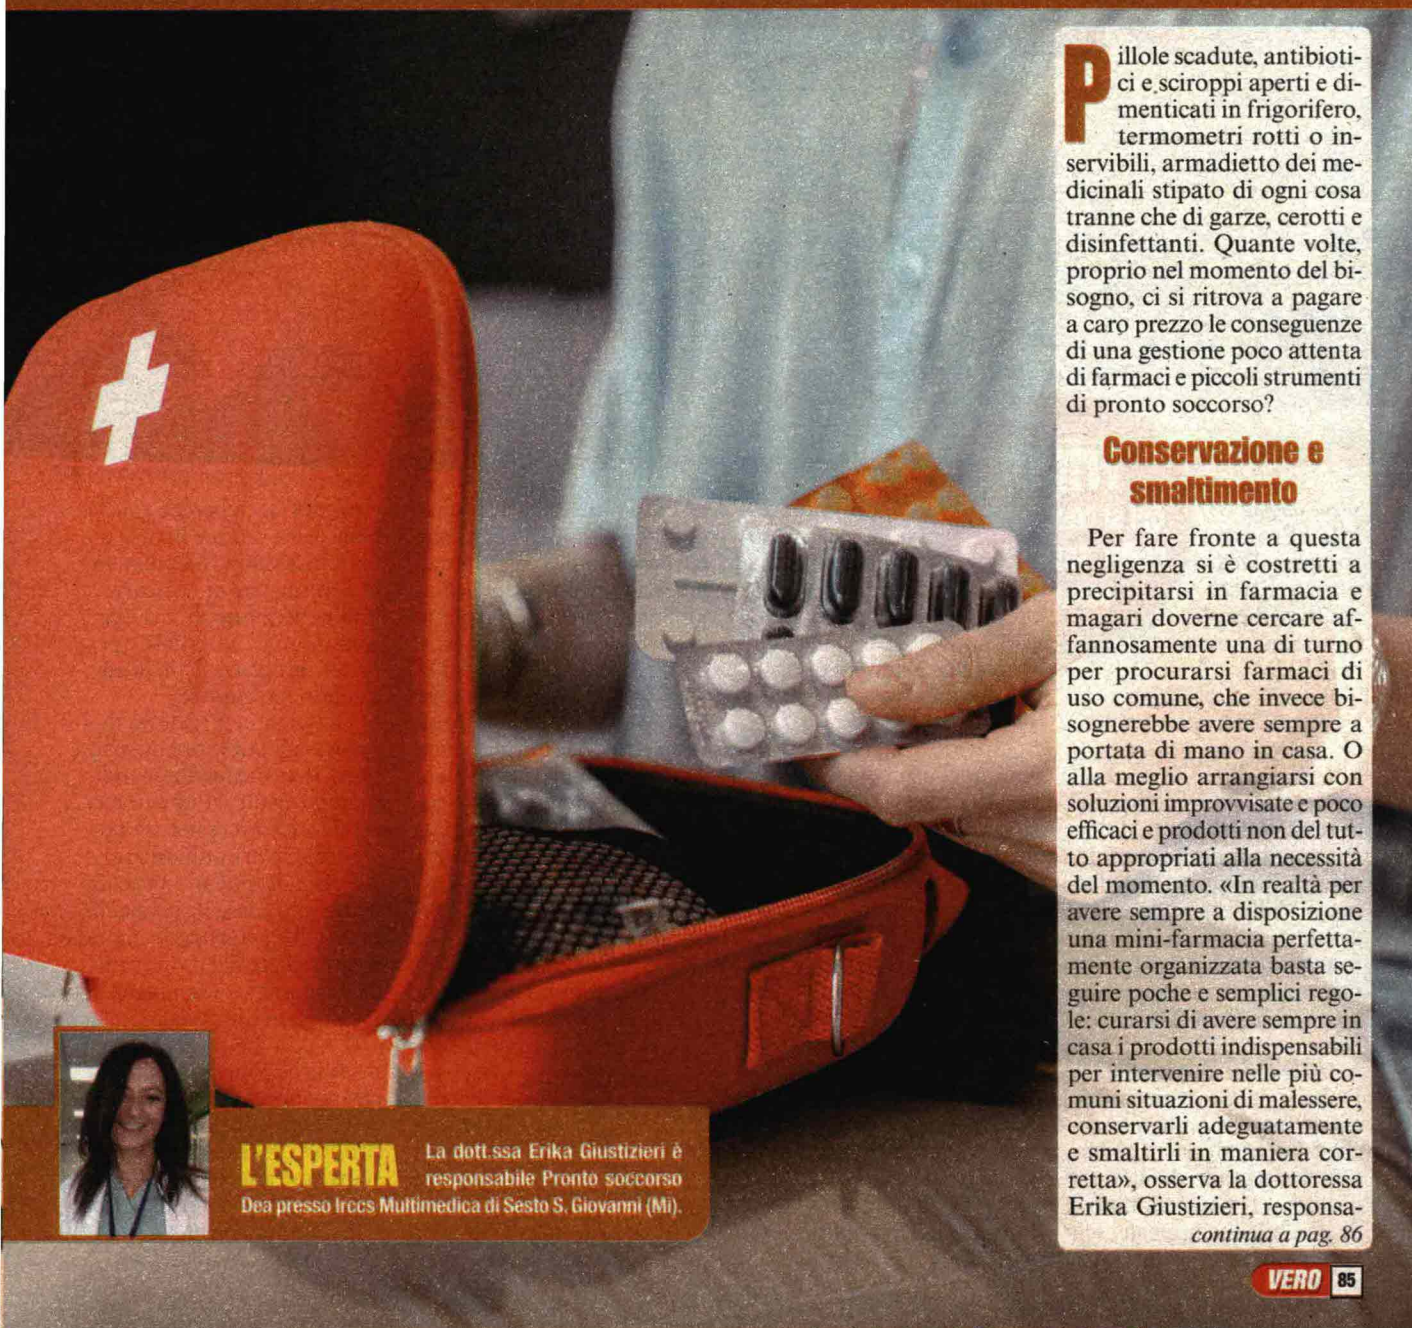 Pillole scadute, antibioti-
ci e sciroppi aperti e di-
menticati in frigorifero,
termometri rotti o in-
servibili, armadietto dei me-
dicinali stipato di ogni cosa
tranne che di garze, cerotti e
disinfettanti. Quante volte,
proprio nel momento del bi-
sogno, ci si ritrova a pagare
a caro prezzo le conseguenze
di una gestione poco attenta
di farmaci e piccoli strumenti
di pronto soccorso?
Conservazione e
smaltimento
Per fare fronte a questa
negligenza si è costretti a
precipitarsi in farmacia e
magari doverne cercare af-
fannosamente una di turno
per procurarsi farmaci di
uso comune, che invece bi-
sognerebbe avere sempre a
portata di mano in casa. O
alla meglio arrangiarsi con
soluzioni improvvisate e poco
efficaci e prodotti non del tut-
to appropriati alla necessità
del momento. «In realtà per
avere sempre a disposizione
una mini-farmacia perfetta-
mente organizzata basta se-
guire poche e semplici rego-
le: curarsi di avere sempre in
casa i prodotti indispensabili
per intervenire nelle più co-
muni situazioni di malessere,
conservarli adeguatamente
e smaltirli in maniera cor-
retta», osserva la dottoressa
Erika Giustizieri, responsa-
continua a pag. 86
L'ESPERTA
La dott.ssa Erika Giustizieri è
responsabile Pronto soccorso
Dea presso Irccs Multimedica di Sesto S. Giovanni (Mi).
VERO 85